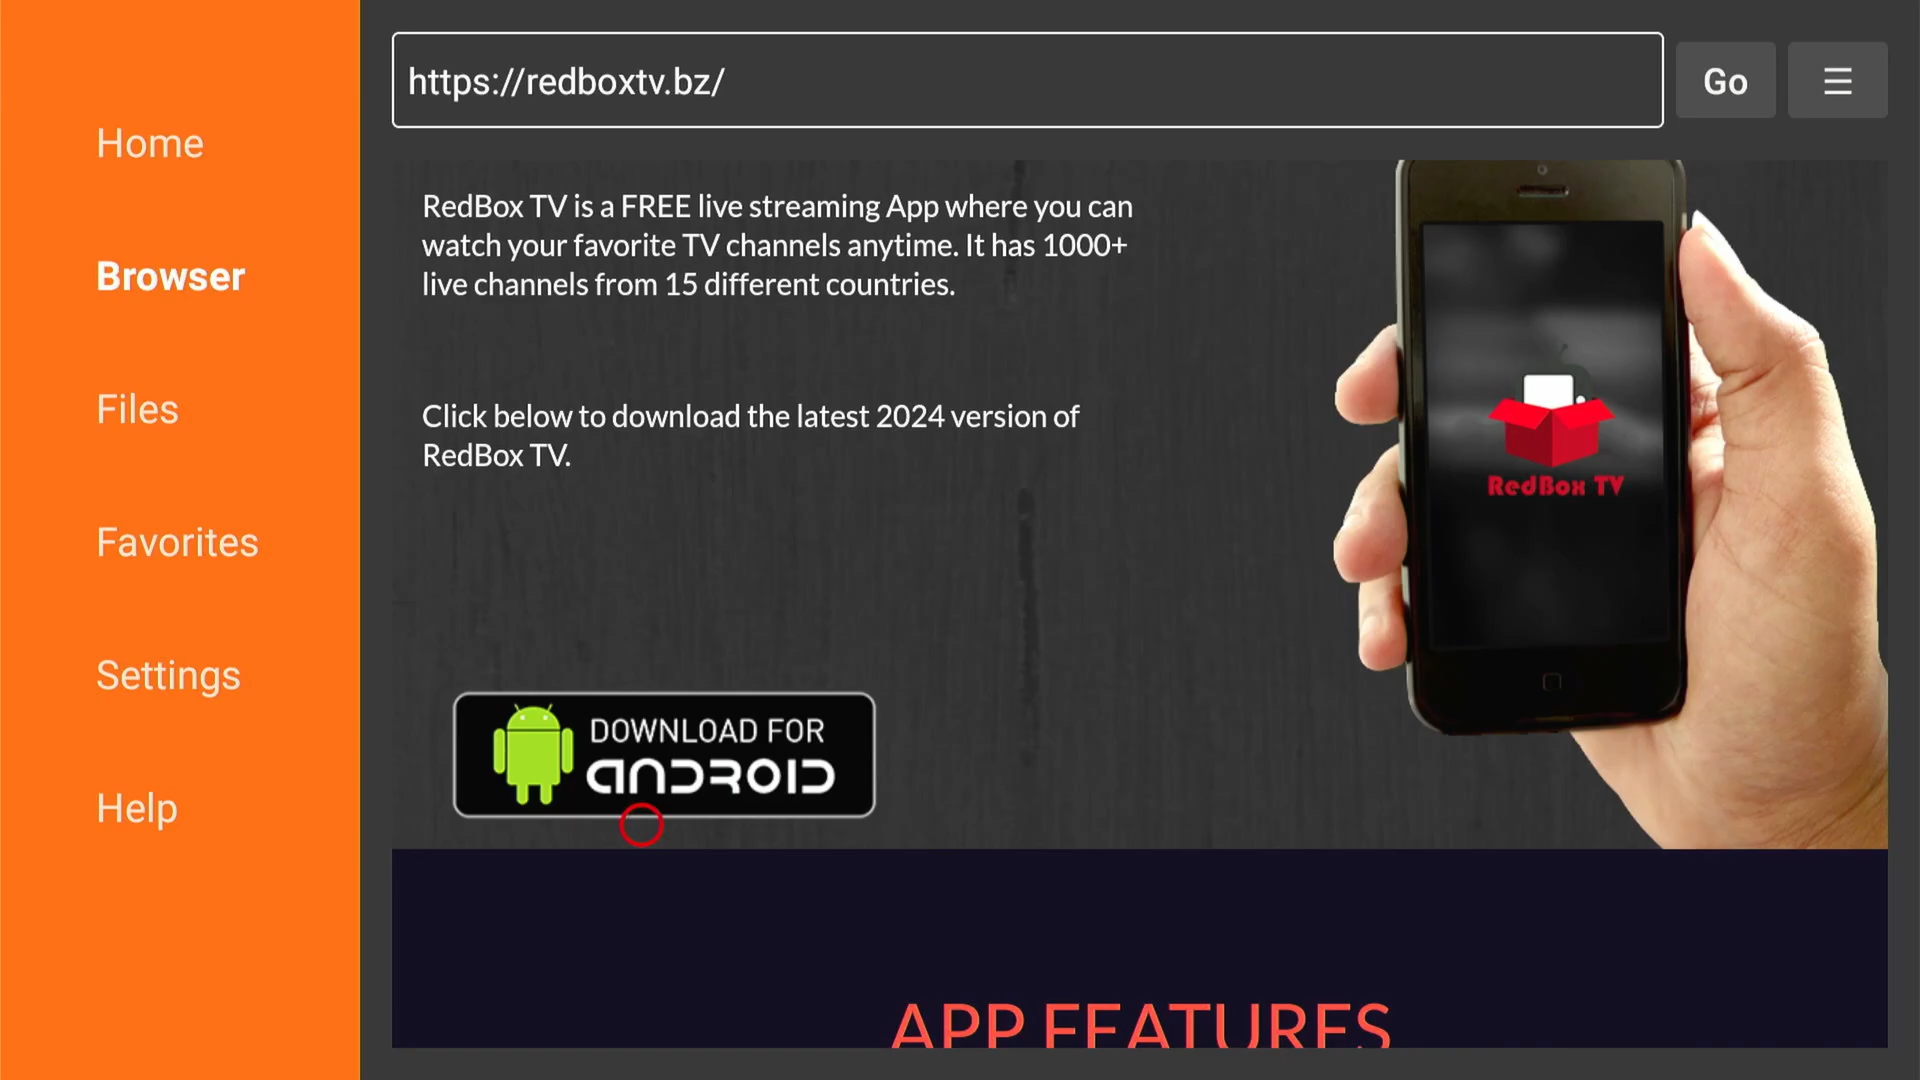 Home
Browser
Files
Favorites
Settings
Help
https://redboxtv.bz/
Go
RedBox TV is a FREE live streaming App where you can
watch your favorite TV channels anytime. It has 1000+
live channels from 15 different countries.
Click below to download the latest 2024 version of
RedBox TV.
DOWNLOAD FOR
ANDROID
RedBox TV
APP FEATURES